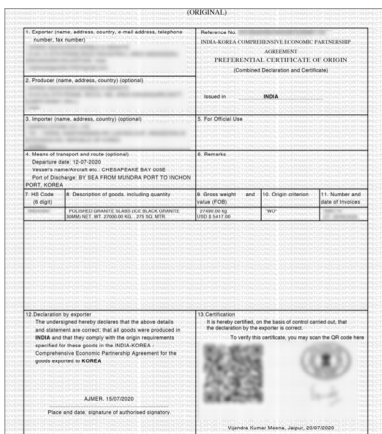 (ORIGINAL)
1. Exporter (name, address, country, e-mail address, telephone number, fax number)
Reference No.
INDIA-KOREA COMPREHENSIVE ECONOMIC PARTNERSHIP
AGREEMENT
PREFERENTIAL CERTIFICATE OF ORIGIN
(Combined Declaration and Certificate)
2. Producer (name, address, country) (optional)
Issued in INDIA
3. Importer (name, address, country) (optional)
5. For Official Use
4. Means of transport and route (optional)
Departure date: 12-07-2020
Vessel's name/Aircraft etc.: CHESAPEAKE BAY 009E
Port of Discharge: BY SEA FROM MUNDRA PORT TO INCHON
PORT, KOREA
6. Remarks
7. HS Code (6 digit)
8. Description of goods, including quantity
9. Gross weight and value (FOB)
10. Origin criterion
11. Number and date of Invoices
POLISHED GRANITE SLABS (ICE BLACK GRANITE
30MM) NET. WT. 27000.00 KG, 375 SQ. MTR
27490.00 kg
USD $ 5417.00
"WO"
12.Declaration by exporter
The undersigned hereby declares that the above details
and statement are correct; that all goods were produced in
INDIA and that they comply with the origin requirements
specified for these goods in the INDIA-KOREA -
Comprehensive Economic Partnership Agreement for the
goods exported to KOREA
AJMER, 15/07/2020
Place and date, signature of authorised signatory.
13.Certification
It is hereby certified, on the basis of control carried out, that
the declaration by the exporter is correct.
To verify this certificate, you may scan the QR code here
Vijendra Kumar Meena, Jaipur, 20/07/2020